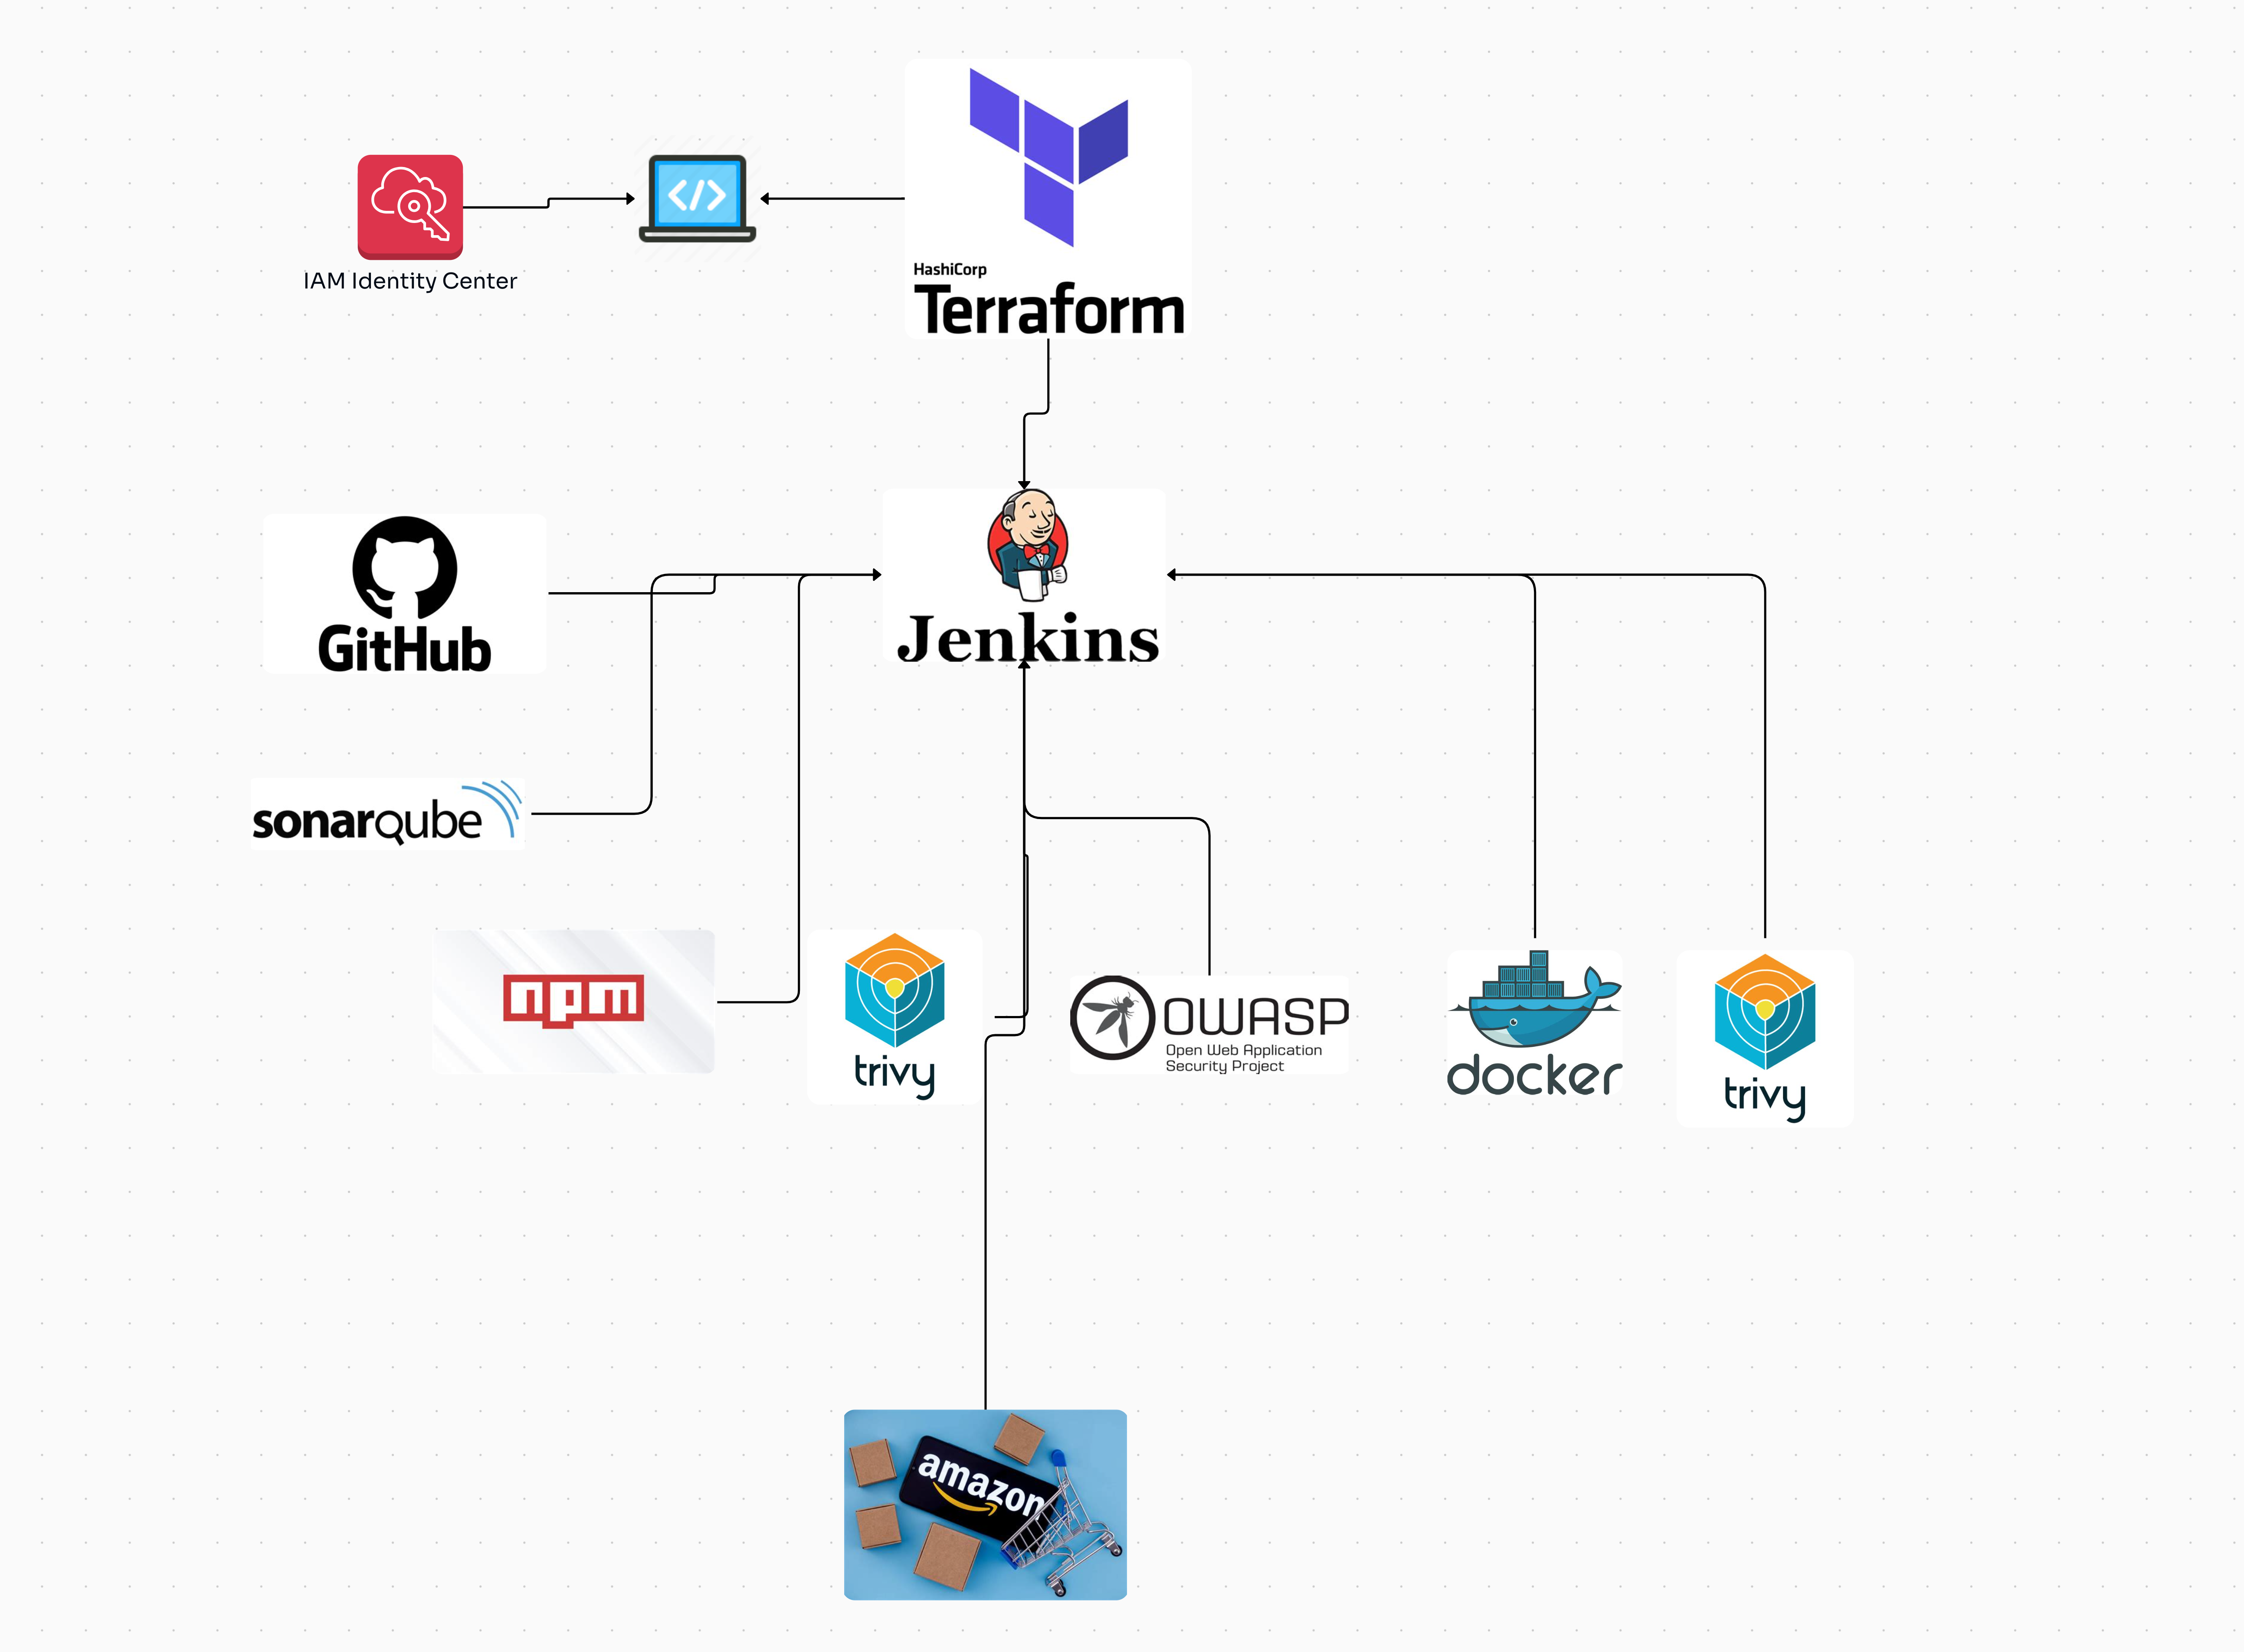 </>
IAM Identity Center
HashiCorp
Terraform
GitHub
Jenkins
sonarqube
npm
trivy
OWASP
Open Web Application
Security Project
docker
trivy
amazon